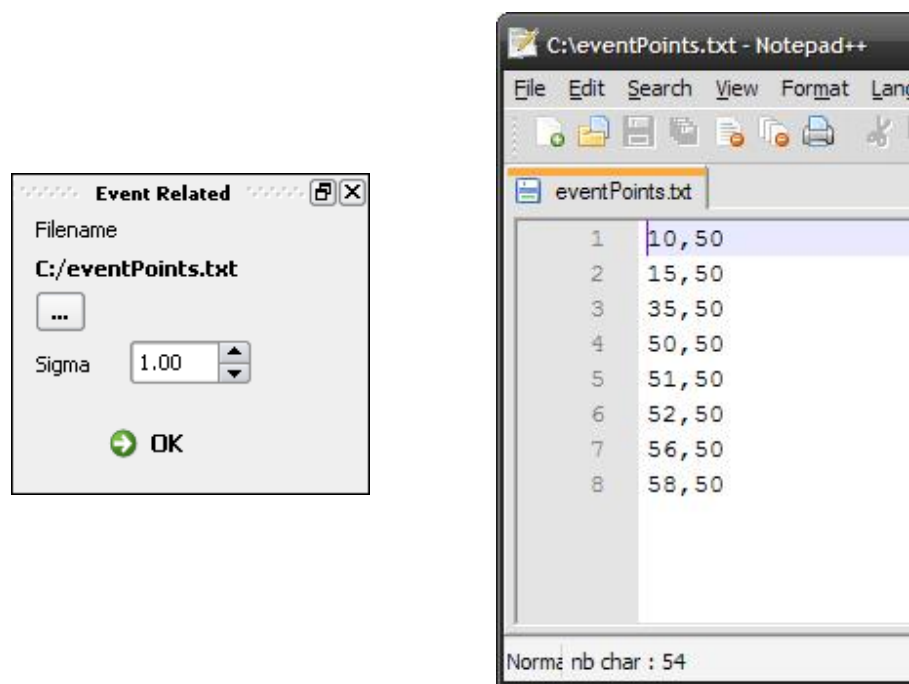 Event Related
Filename
C:/eventPoints.txt
...
Sigma 1.00
OK
C:\eventPoints.txt - Notepad++
File Edit Search View Format Lang
eventPoints.txt
1 10,50
2 15,50
3 35,50
4 50,50
5 51,50
6 52,50
7 56,50
8 58,50
nb char : 54